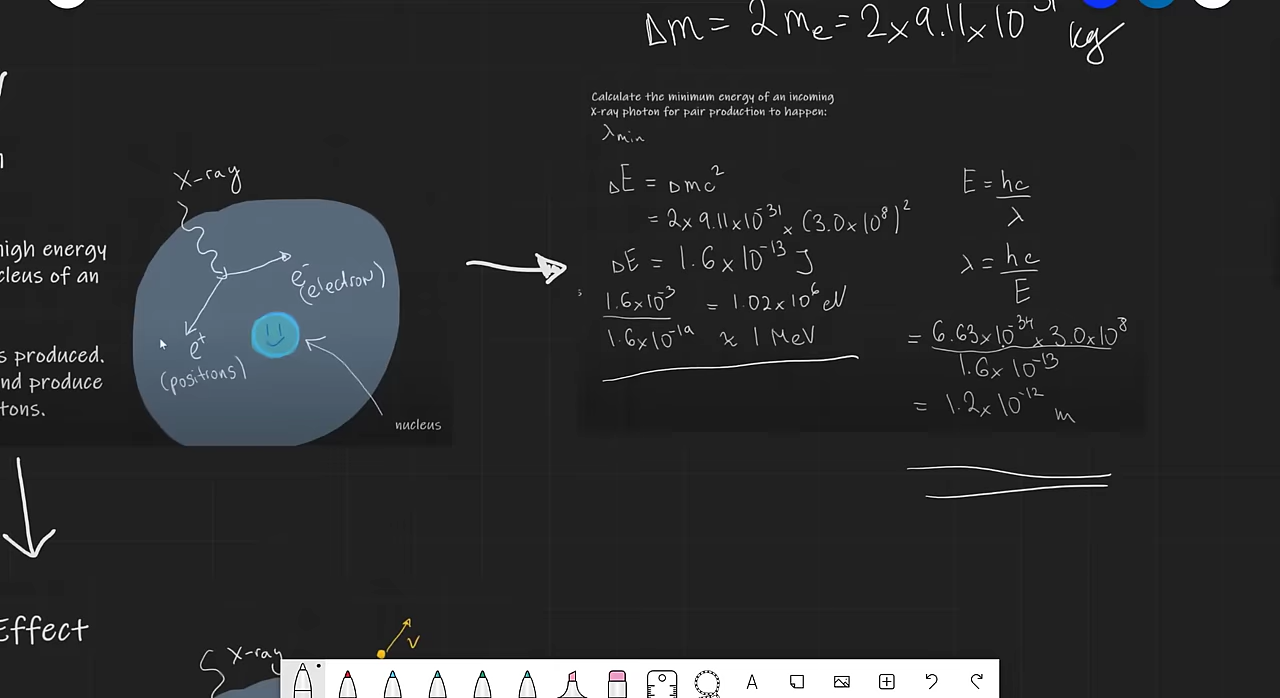 Δm = 2me = 2×9.11×10 kg
Calculate the minimum energy of an incoming
X-ray photon for pair production to happen:
λmin
ΔE = Δmc²
= 2×9.11×10⁻³¹ × (3.0×10⁸)²
ΔE = 1.6×10⁻¹³ J
1.6×10⁻³ = 1.02×10⁶ eV
1.6×10⁻¹⁹ ≈ 1 MeV
E = hc
λ
λ = hc
E
= 6.63×10⁻³⁴ × 3.0×10⁸
1.6×10⁻¹³
= 1.2×10⁻¹² m
X-ray
e⁻
(electron)
e⁺
(positrons)
nucleus
high energy
cleus of an
s produced.
nd produce
tons.
Effect
X-ray
v
A